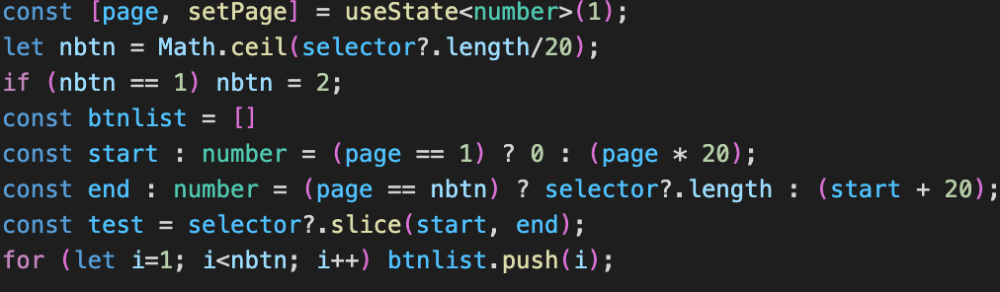 const [page, setPage] = useState<number>(1);
let nbtn = Math.ceil(selector?.length/20);
if (nbtn == 1) nbtn = 2;
const btnlist = []
const start : number = (page == 1) ? 0 : (page * 20);
const end : number = (page == nbtn) ? selector?.length : (start + 20);
const test = selector?.slice(start, end);
for (let i=1; i<nbtn; i++) btnlist.push(i);